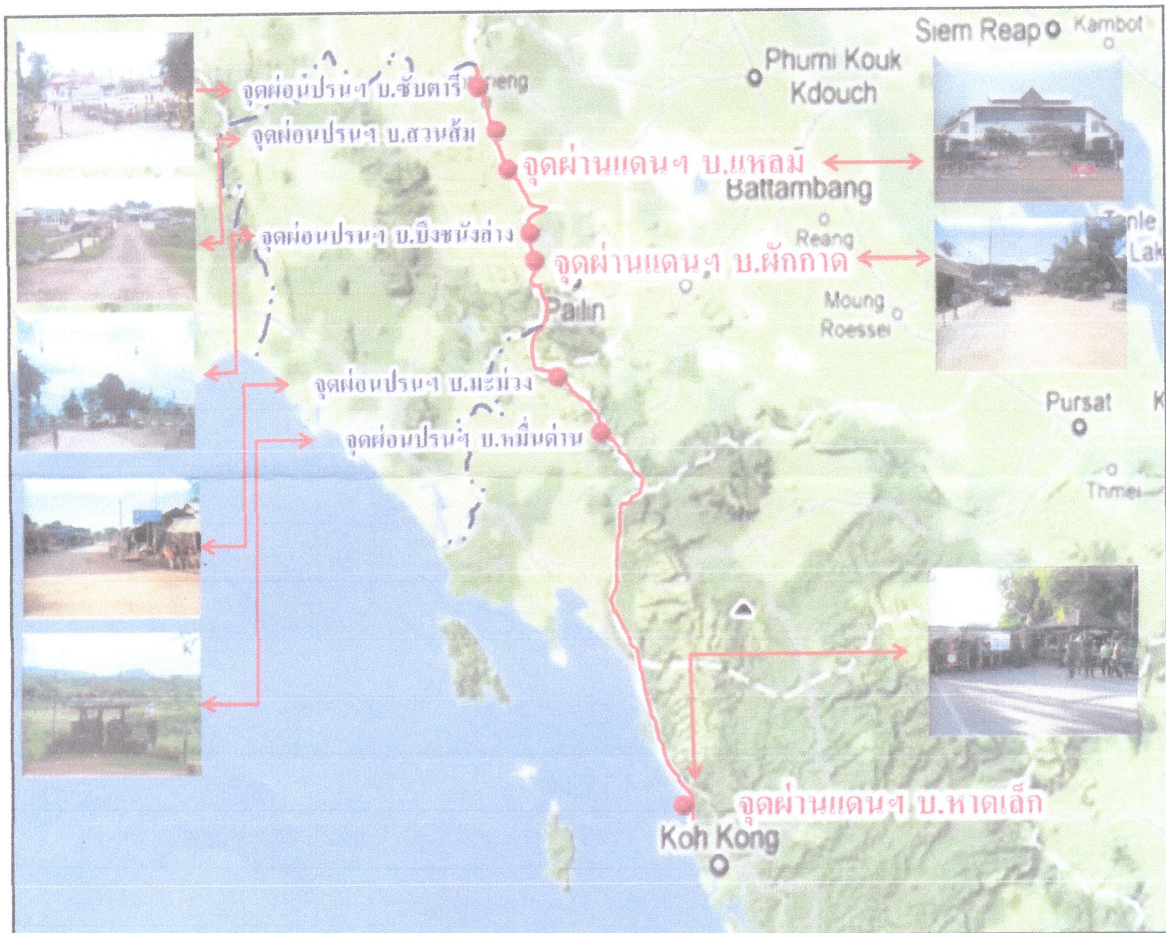 Siem Reap
Kambot
Phumi Kouk
Kdouch
จุดผ่อนปรนฯ บ.ซับตารี
จุดผ่อนปรนฯ บ.สวนส้ม
จุดผ่านแดนฯ บ.แหลม
Battambang
จุดผ่อนปรนฯ บ.บึงชนังล่าง
Reang
จุดผ่านแดนฯ บ.ผักกาด
Pailin
Moung
Roessei
จุดผ่อนปรนฯ บ.มะม่วง
Pursat
จุดผ่อนปรนฯ บ.หมื่นด่าน
Thmei
จุดผ่านแดนฯ บ.หาดเล็ก
Koh Kong